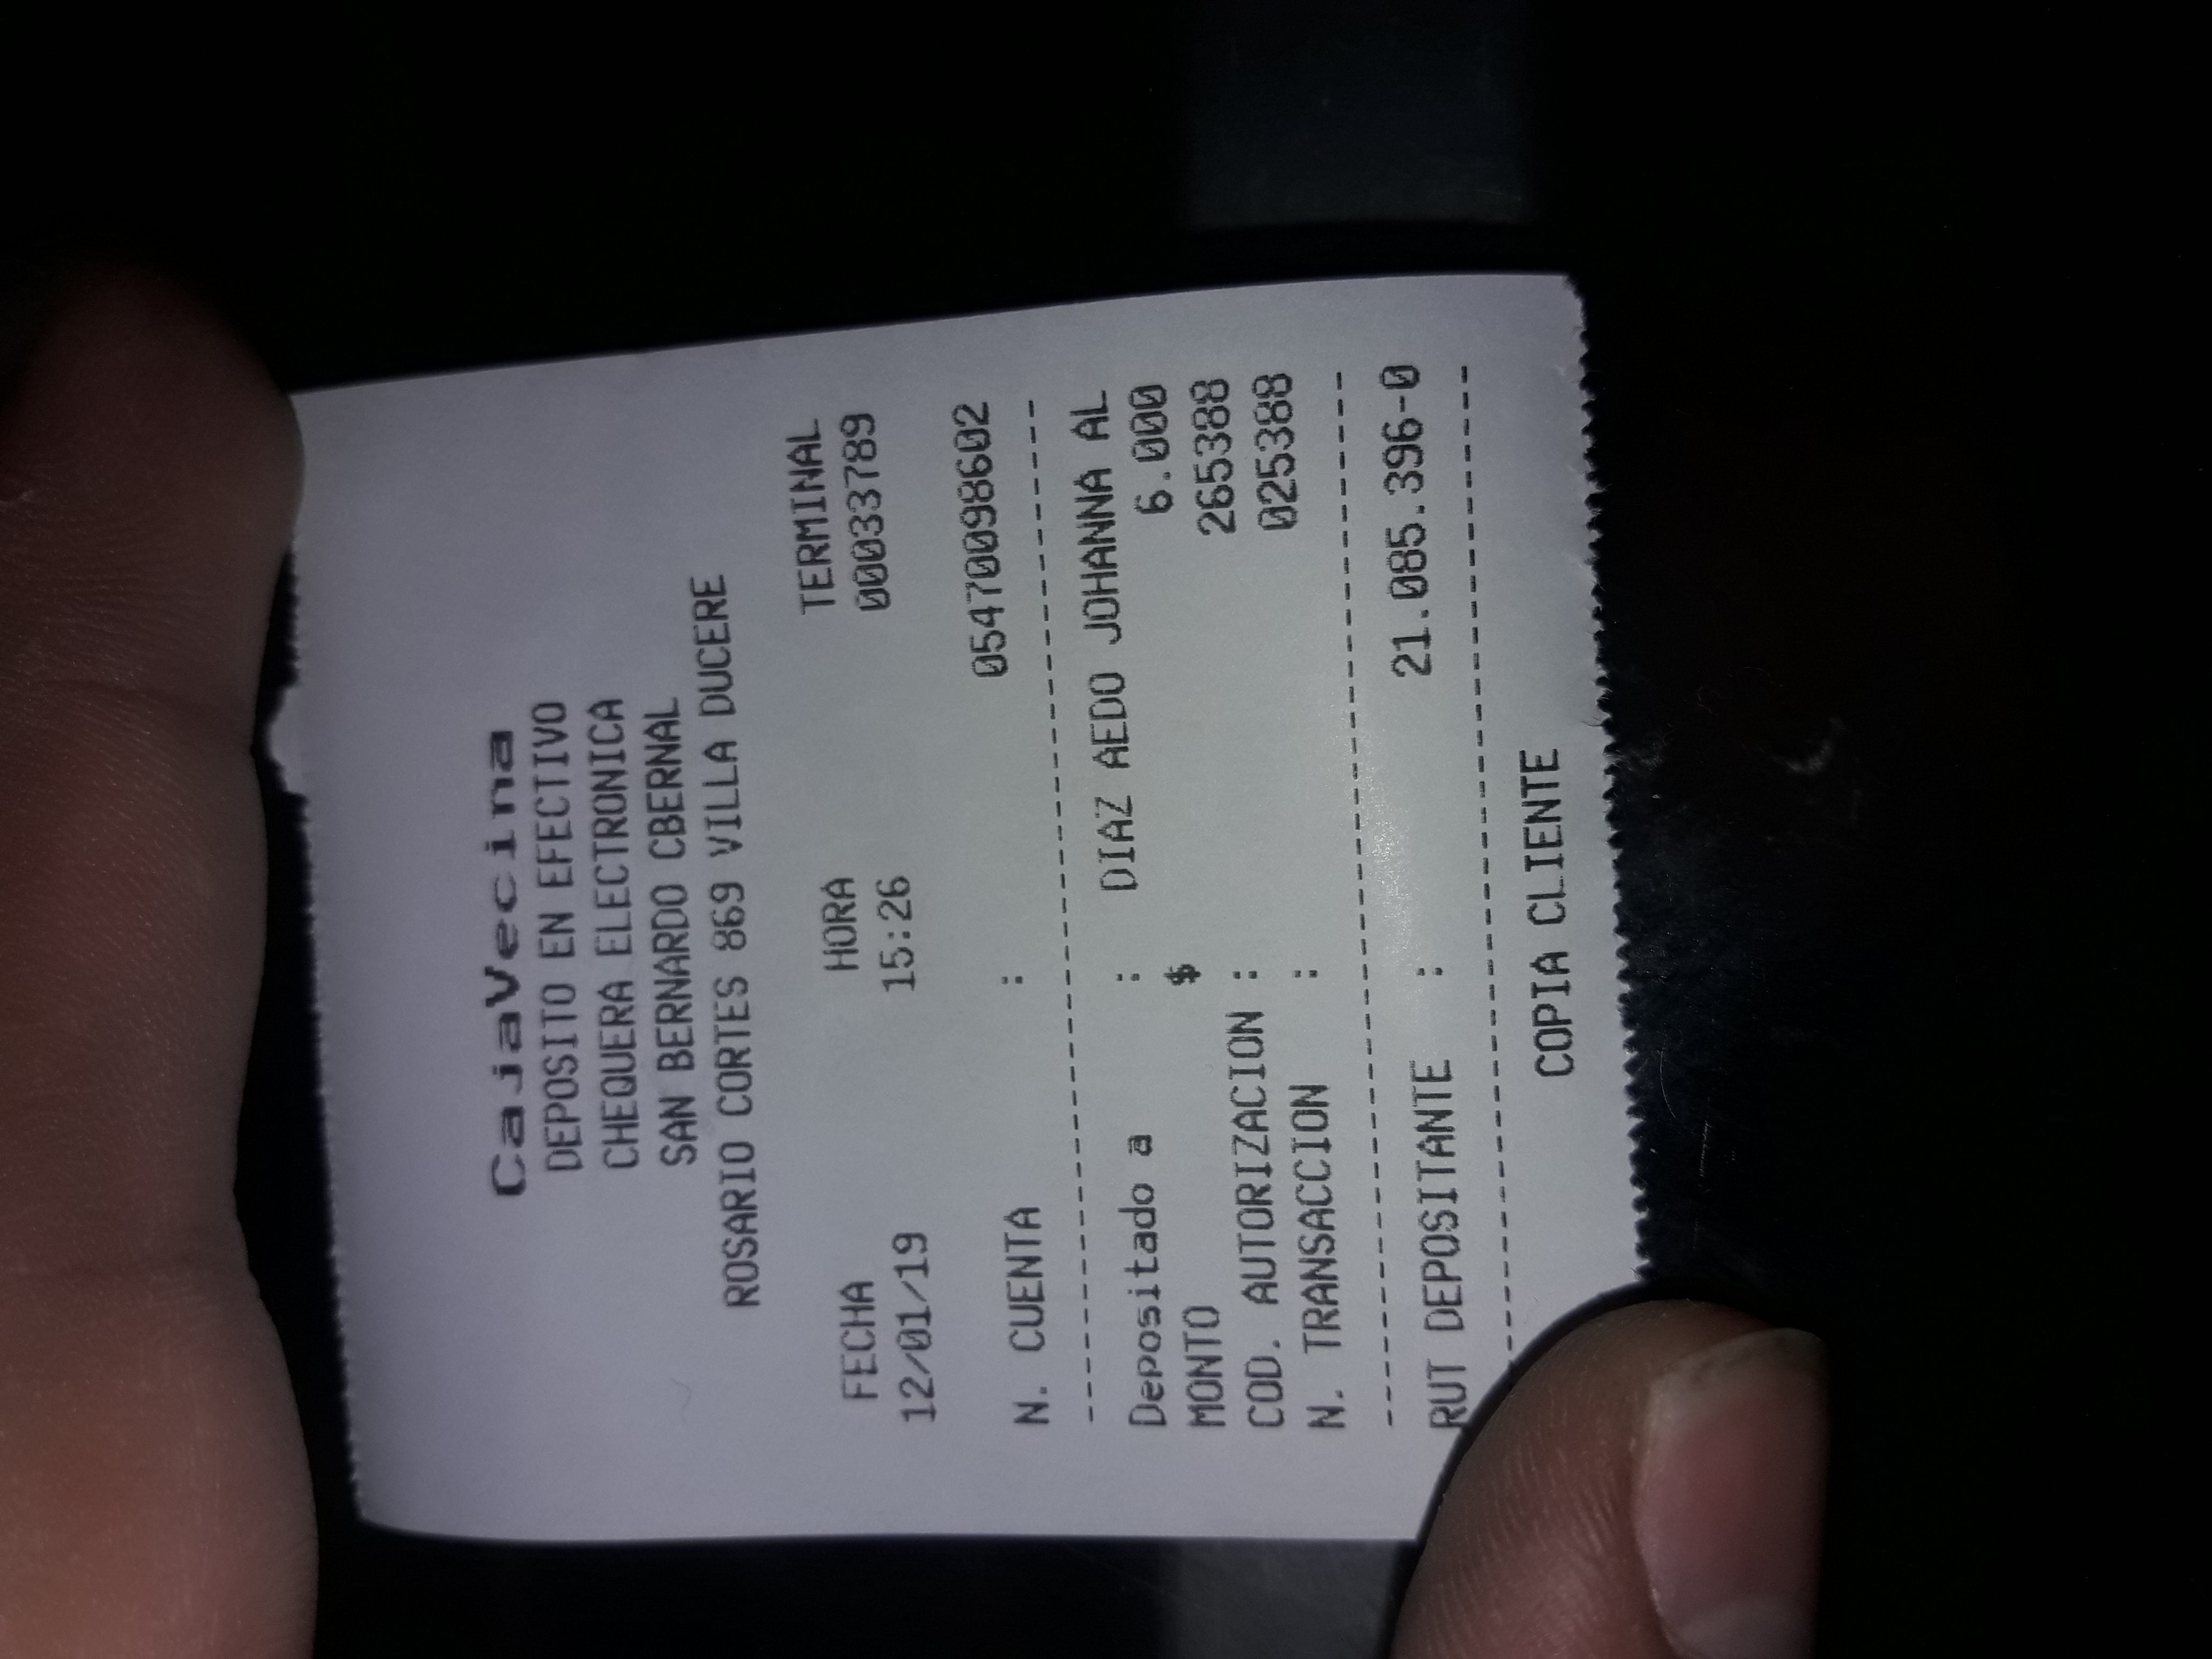 CajaVecina
DEPOSITO EN EFECTIVO
CHEQUERA ELECTRONICA
SAN BERNARDO CBERNAL
ROSARIO CORTES 869 VILLA DUCERE
FECHA HORA TERMINAL
12/01/19 15:26 00033789
N. CUENTA : 05470098602
--------------------------------------
Depositado a : DIAZ AEDO JOHANNA AL
MONTO $ 6.000
COD. AUTORIZACION : 265388
N. TRANSACCION : 025388
--------------------------------------
RUT DEPOSITANTE : 21.085.396-0
--------------------------------------
COPIA CLIENTE